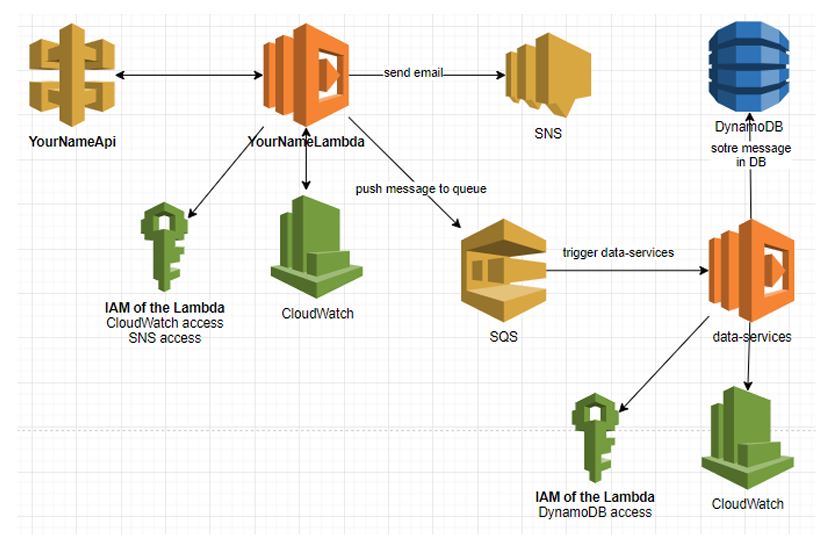 send email
YourNameApi
YourNameLambda
SNS
DynamoDB
sotre message
in DB
push message to queue
trigger data-services
IAM of the Lambda
CloudWatch access
SNS access
CloudWatch
SQS
data-services
IAM of the Lambda
DynamoDB access
CloudWatch